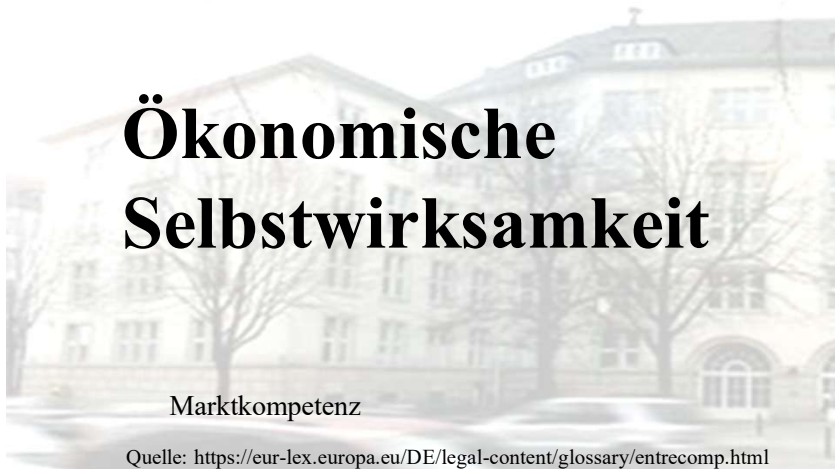 Ökonomische
Selbstwirksamkeit
Marktkompetenz
Quelle: https://eur-lex.europa.eu/DE/legal-content/glossary/entrecomp.html